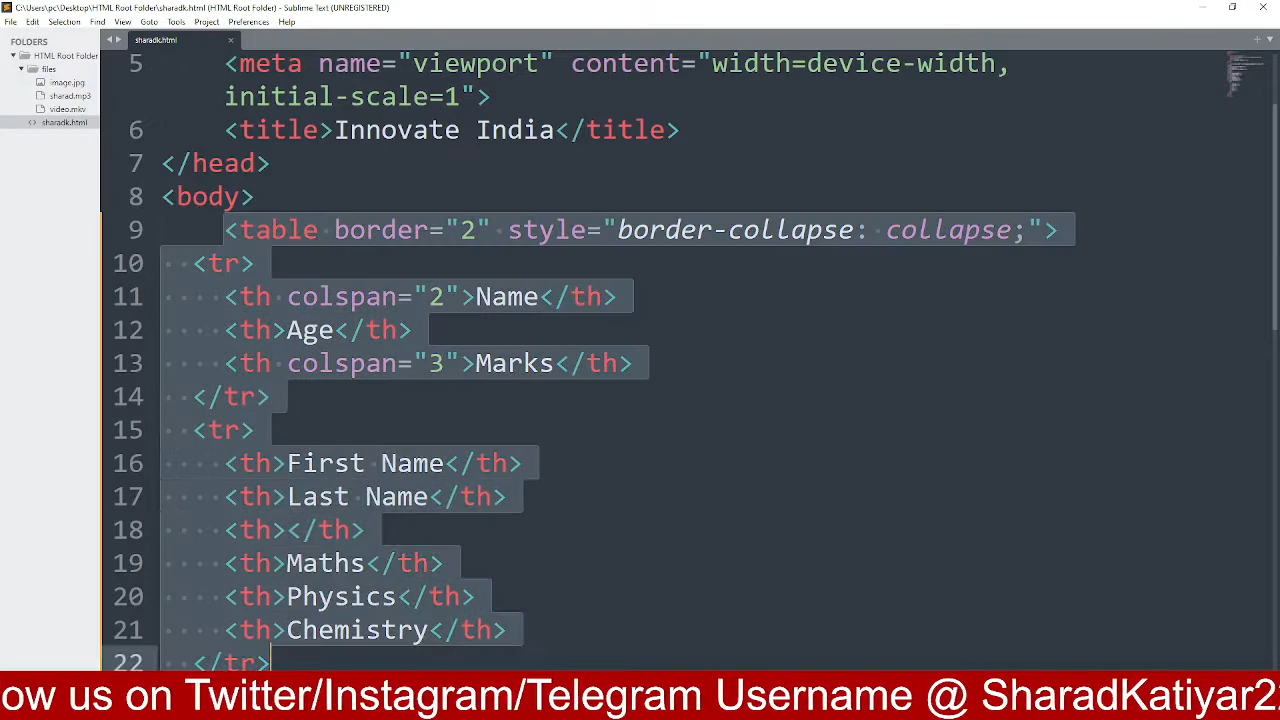 C:\Users\pc\Desktop\HTML Root Folder\sharadk.html (HTML Root Folder) - Sublime Text (UNREGISTERED)
File Edit Selection Find View Goto Tools Project Preferences Help
FOLDERS
HTML Root Folder
files
image.jpg
sharad.mp3
video.mkv
sharadk.html
sharadk.html
5 <meta name="viewport" content="width=device-width,
initial-scale=1">
6 <title>Innovate India</title>
7 </head>
8 <body>
9 <table border="2" style="border-collapse: collapse;">
10 <tr>
11 <th colspan="2">Name</th>
12 <th>Age</th>
13 <th colspan="3">Marks</th>
14 </tr>
15 <tr>
16 <th>First Name</th>
17 <th>Last Name</th>
18 <th></th>
19 <th>Maths</th>
20 <th>Physics</th>
21 <th>Chemistry</th>
22 </tr>
ow us on Twitter/Instagram/Telegram Username @ SharadKatiyar2